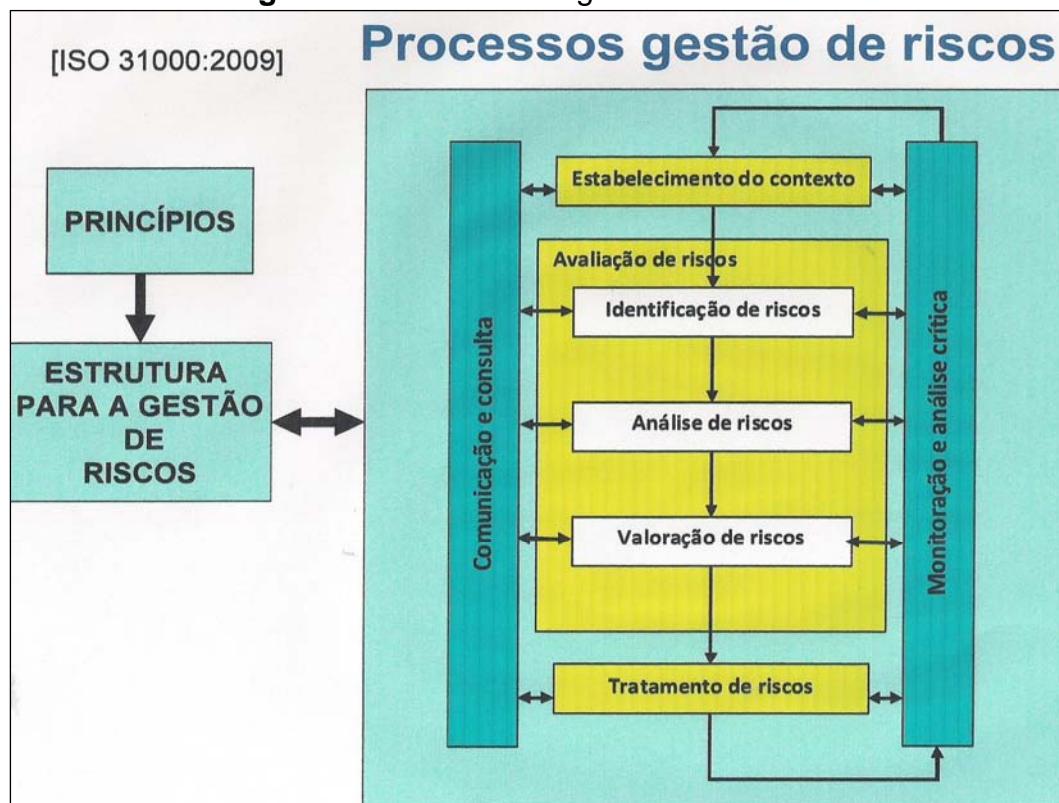 [ISO 31000:2009]
Processos gestão de riscos
PRINCÍPIOS
ESTRUTURA
PARA A GESTÃO
DE
RISCOS
Comunicação e consulta
Estabelecimento do contexto
Avaliação de riscos
Identificação de riscos
Análise de riscos
Valoração de riscos
Tratamento de riscos
Monitoração e análise crítica